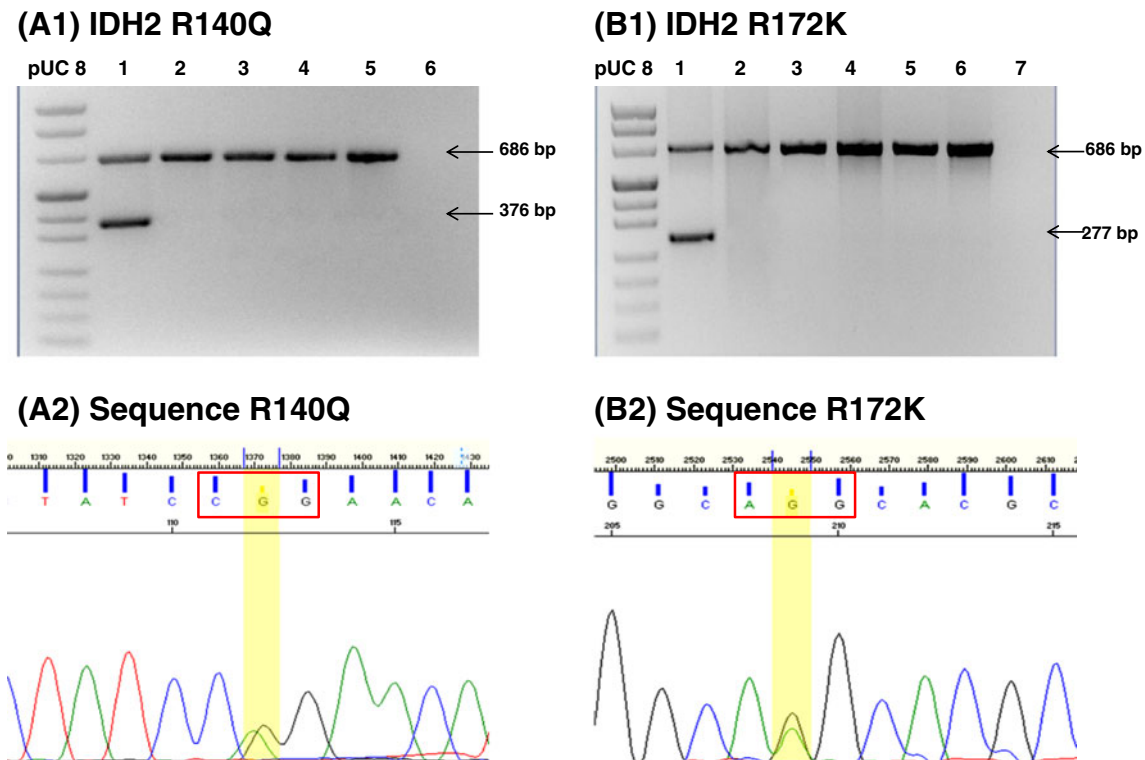 (A1) IDH2 R140Q
pUC 8 1 2 3 4 5 6
686 bp
376 bp
(B1) IDH2 R172K
pUC 8 1 2 3 4 5 6 7
686 bp
277 bp
(A2) Sequence R140Q
1310 1320 1330 1340 1350 1360 1370 1380 1390 1400 1410 1420 1430
T A T C C G G A A C A
110 115
(B2) Sequence R172K
2500 2510 2520 2530 2540 2550 2560 2570 2580 2590 2600 2610
G G C A G G C A C G C
205 210 215